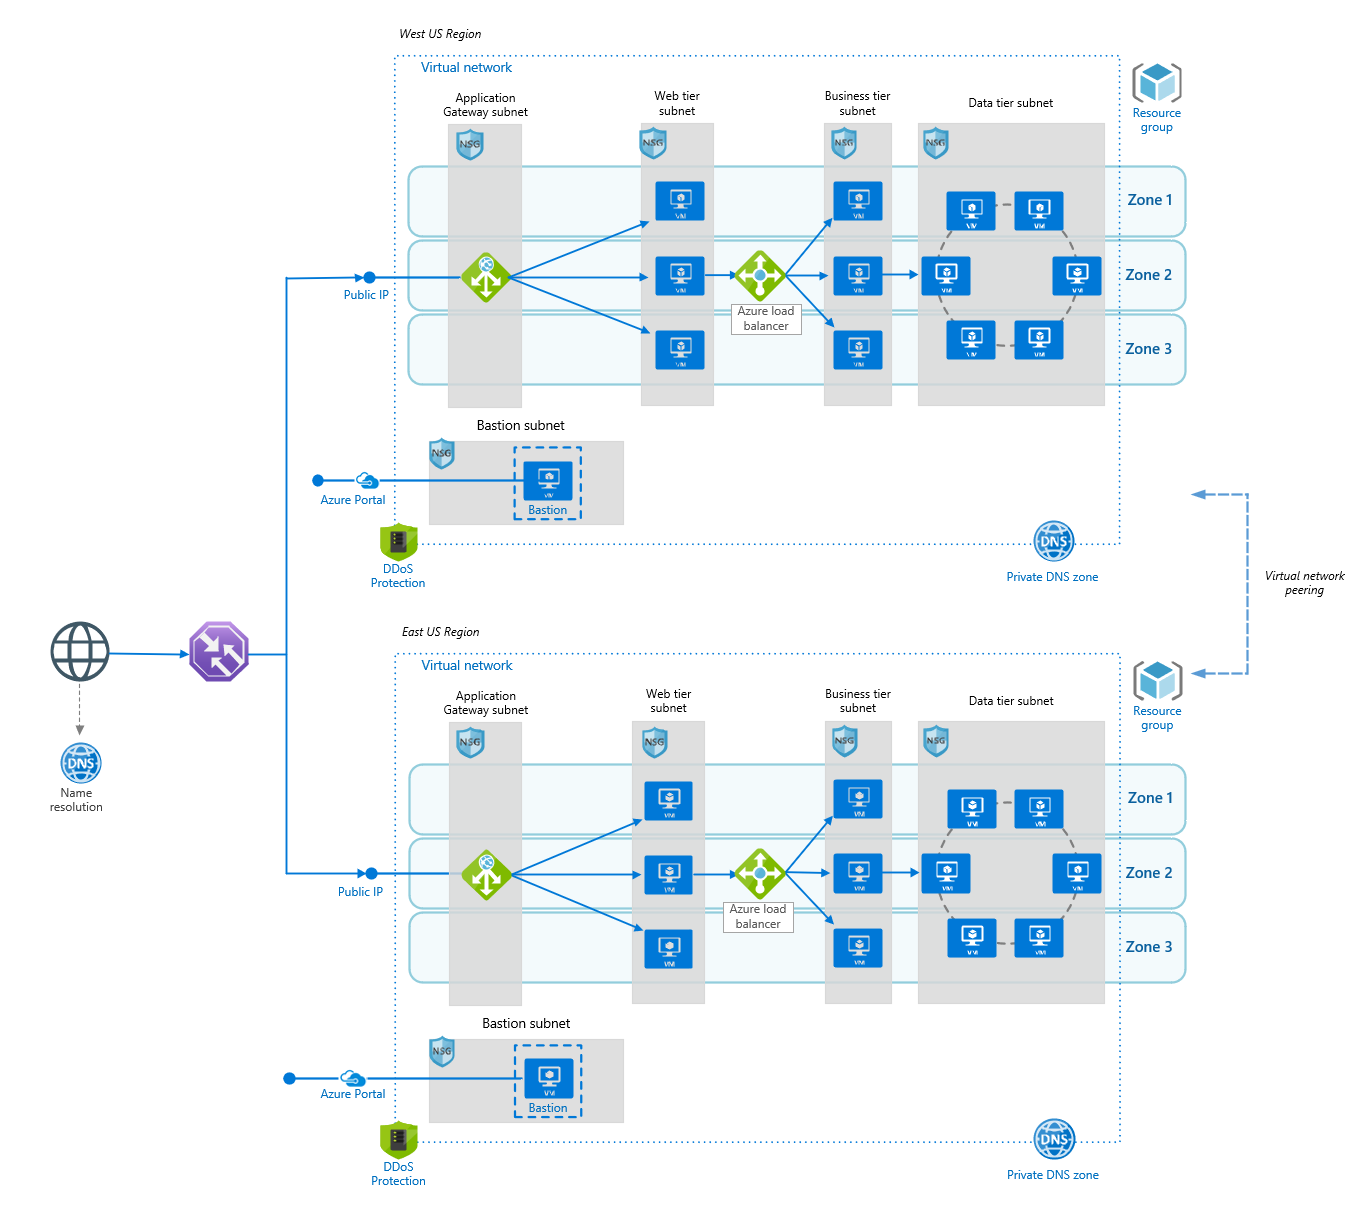 West US Region
Virtual network
Application
Gateway subnet
Web tier
subnet
Business tier
subnet
Data tier subnet
Resource
group
NSG
NSG
NSG
NSG
Zone 1
VM
VM
VM
VM
Zone 2
VM
VM
VM
VM
Public IP
Azure load
balancer
Zone 3
VM
VM
VM
VM
Bastion subnet
NSG
VM
Bastion
Azure Portal
DDoS
Protection
DNS
Private DNS zone
Virtual network
peering
East US Region
Virtual network
Application
Gateway subnet
Web tier
subnet
Business tier
subnet
Data tier subnet
Resource
group
NSG
NSG
NSG
NSG
DNS
Name
resolution
Zone 1
VM
VM
VM
VM
Zone 2
VM
VM
VM
VM
Public IP
Azure load
balancer
Zone 3
VM
VM
VM
VM
Bastion subnet
NSG
VM
Bastion
Azure Portal
DDoS
Protection
DNS
Private DNS zone